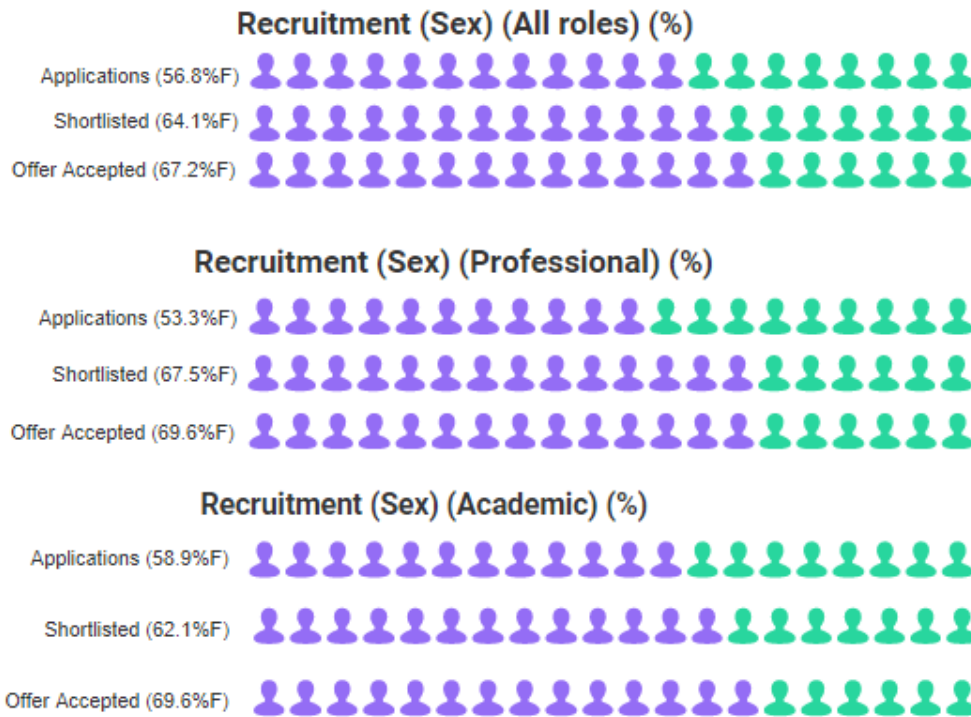 Recruitment (Sex) (All roles) (%)
Applications (56.8%F)
Shortlisted (64.1%F)
Offer Accepted (67.2%F)
Recruitment (Sex) (Professional) (%)
Applications (53.3%F)
Shortlisted (67.5%F)
Offer Accepted (69.6%F)
Recruitment (Sex) (Academic) (%)
Applications (58.9%F)
Shortlisted (62.1%F)
Offer Accepted (69.6%F)